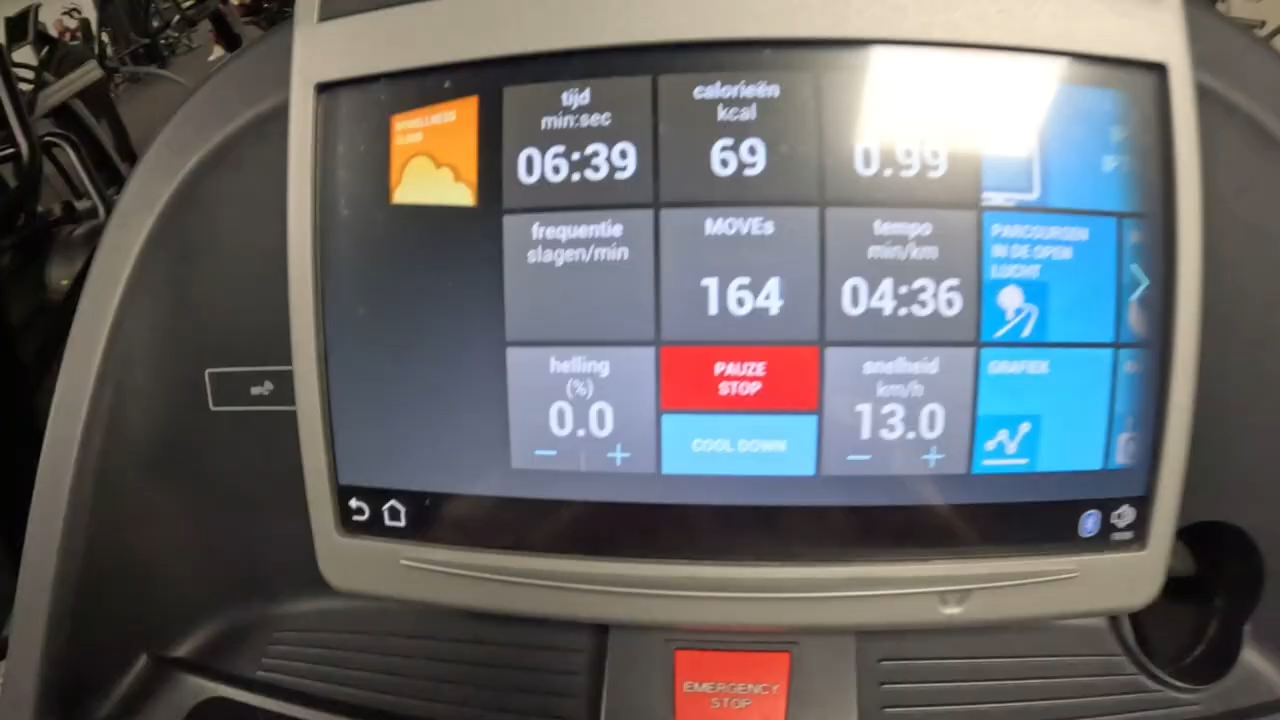 WELLNESS
CLOUD
tijd
min:sec
06:39
calorieën
kcal
69
0.99
frequentie
slagen/min
MOVEs
164
tempo
min/km
04:36
PARCOURSEN
IN DE OPEN
LUCHT
helling
(%)
0.0
− +
PAUZE
STOP
COOL DOWN
snelheid
km/h
13.0
− +
GRAFIEK
EMERGENCY
STOP